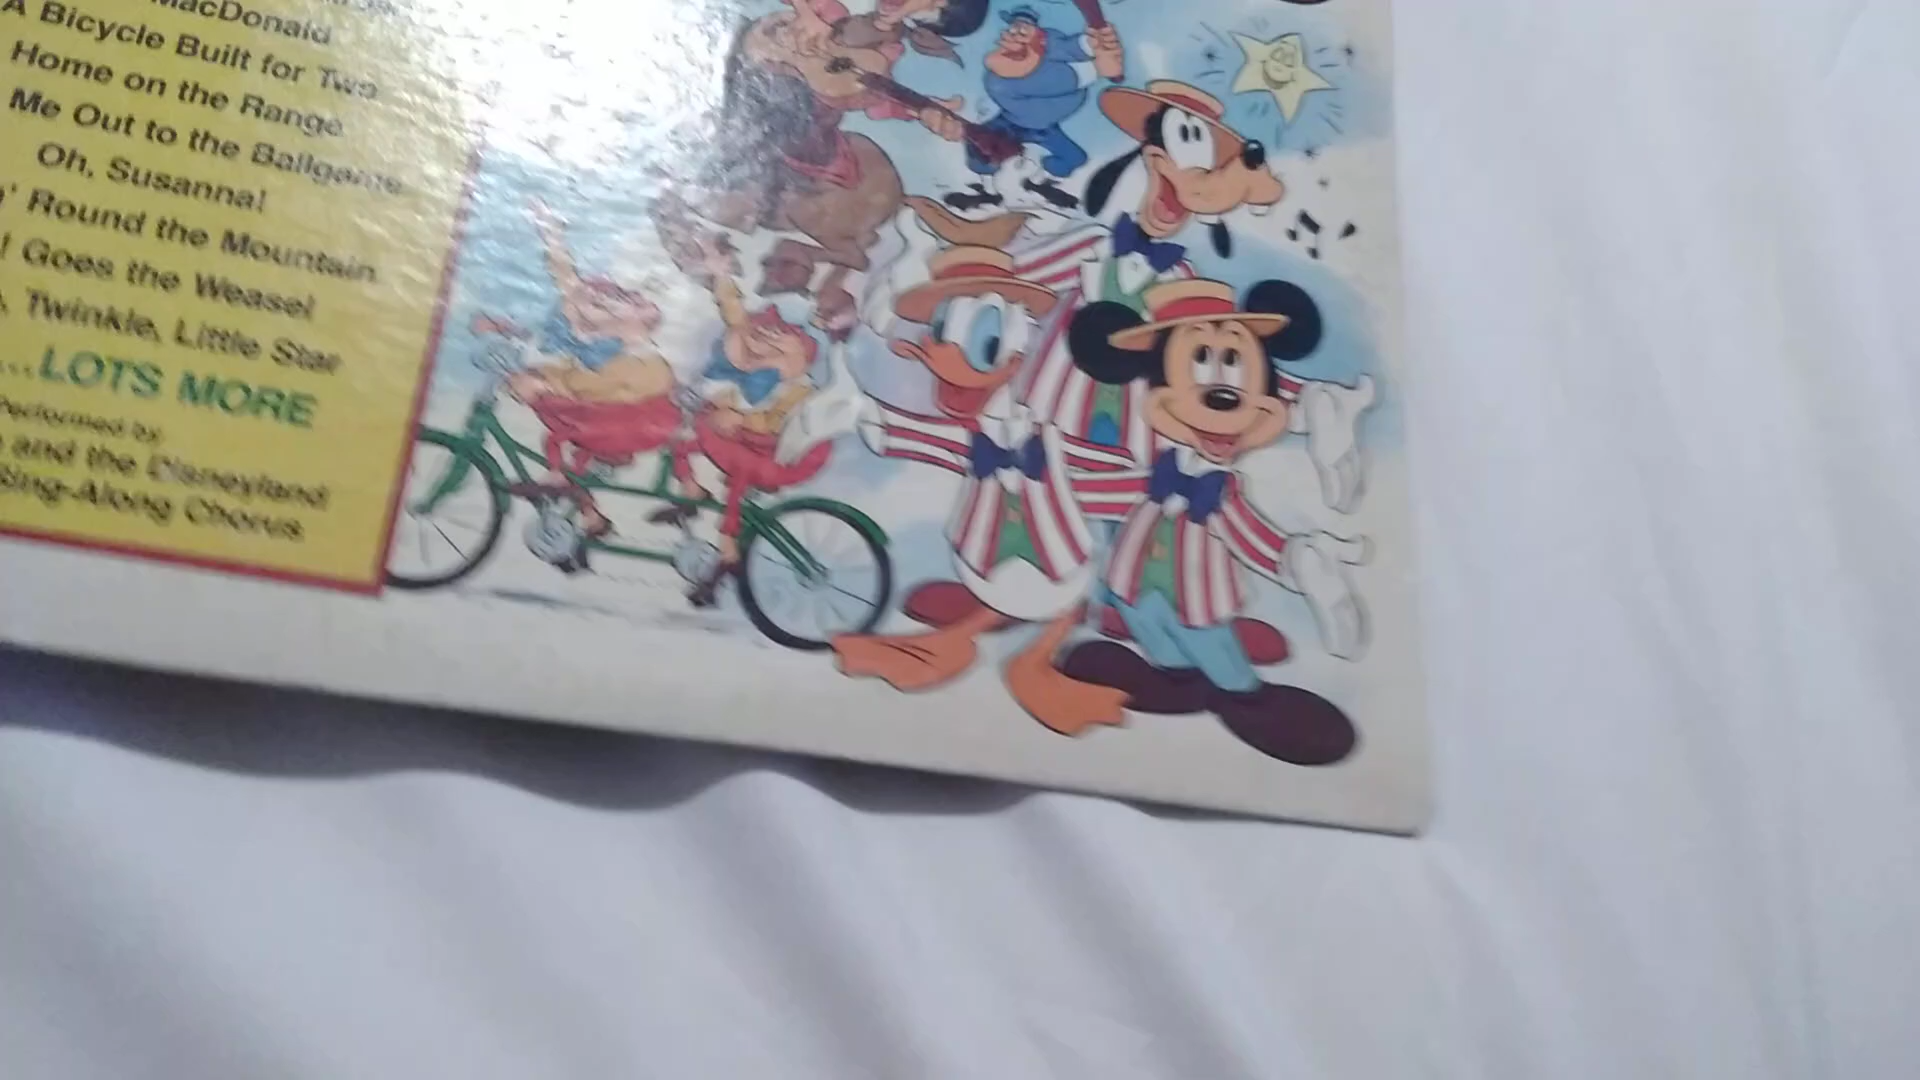 MacDonald
A Bicycle Built for Two
Home on the Range
Me Out to the Ballgame
Oh, Susanna!
' Round the Mountain
! Goes the Weasel
, Twinkle, Little Star
...LOTS MORE
Performed by
and the Disneyland
Sing-Along Chorus